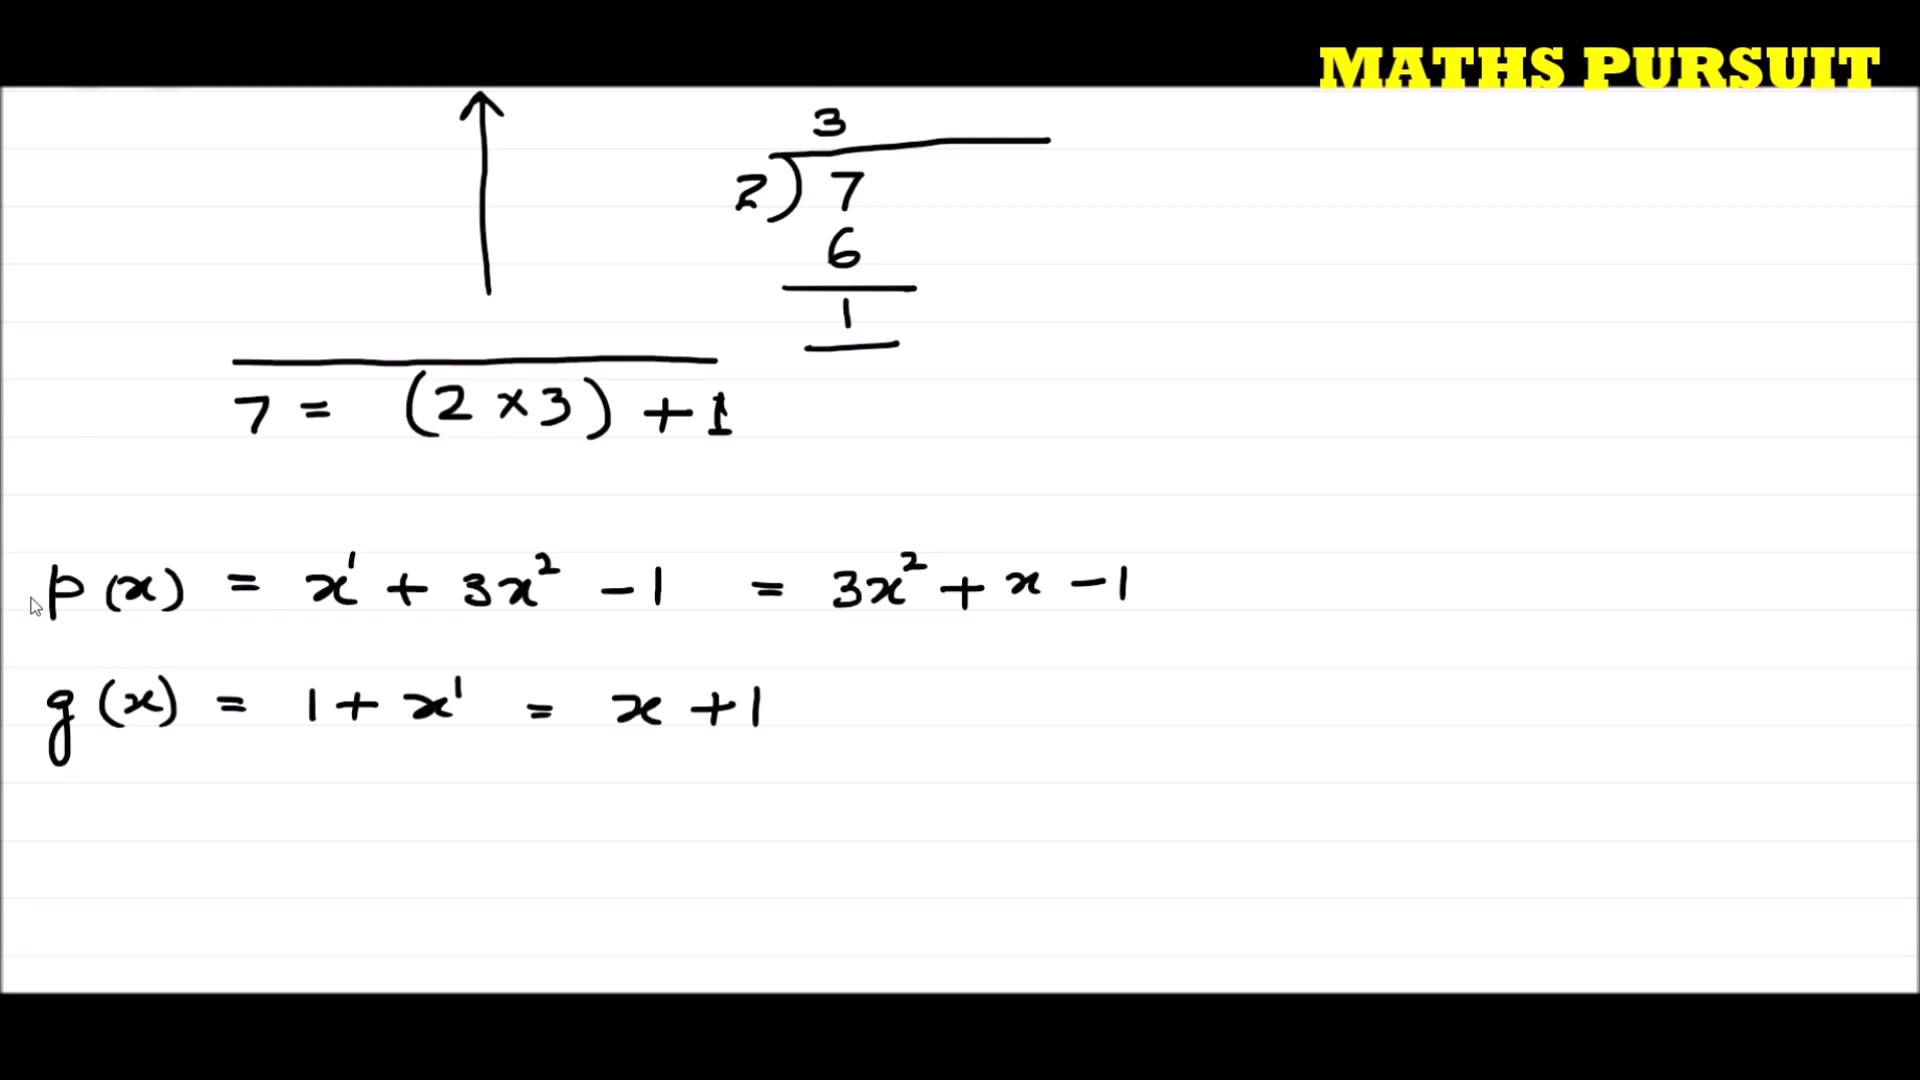 MATHS PURSUIT
3
2) 7
6
1
7 = (2 × 3) + 1
p(x) = x¹ + 3x² - 1 = 3x² + x - 1
g(x) = 1 + x¹ = x + 1